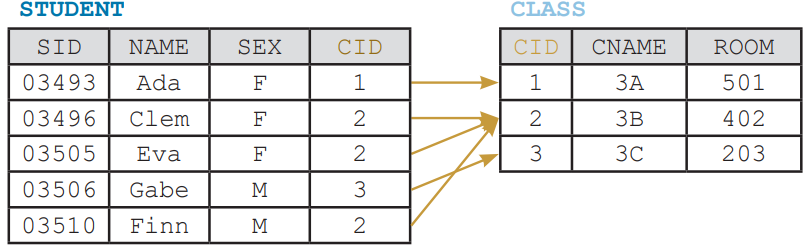 STUDENT CLASS
SID NAME SEX CID CID CNAME ROOM
03493 Ada F 1 1 3A 501
03496 Clem F 2 2 3B 402
03505 Eva F 2 3 3C 203
03506 Gabe M 3
03510 Finn M 2